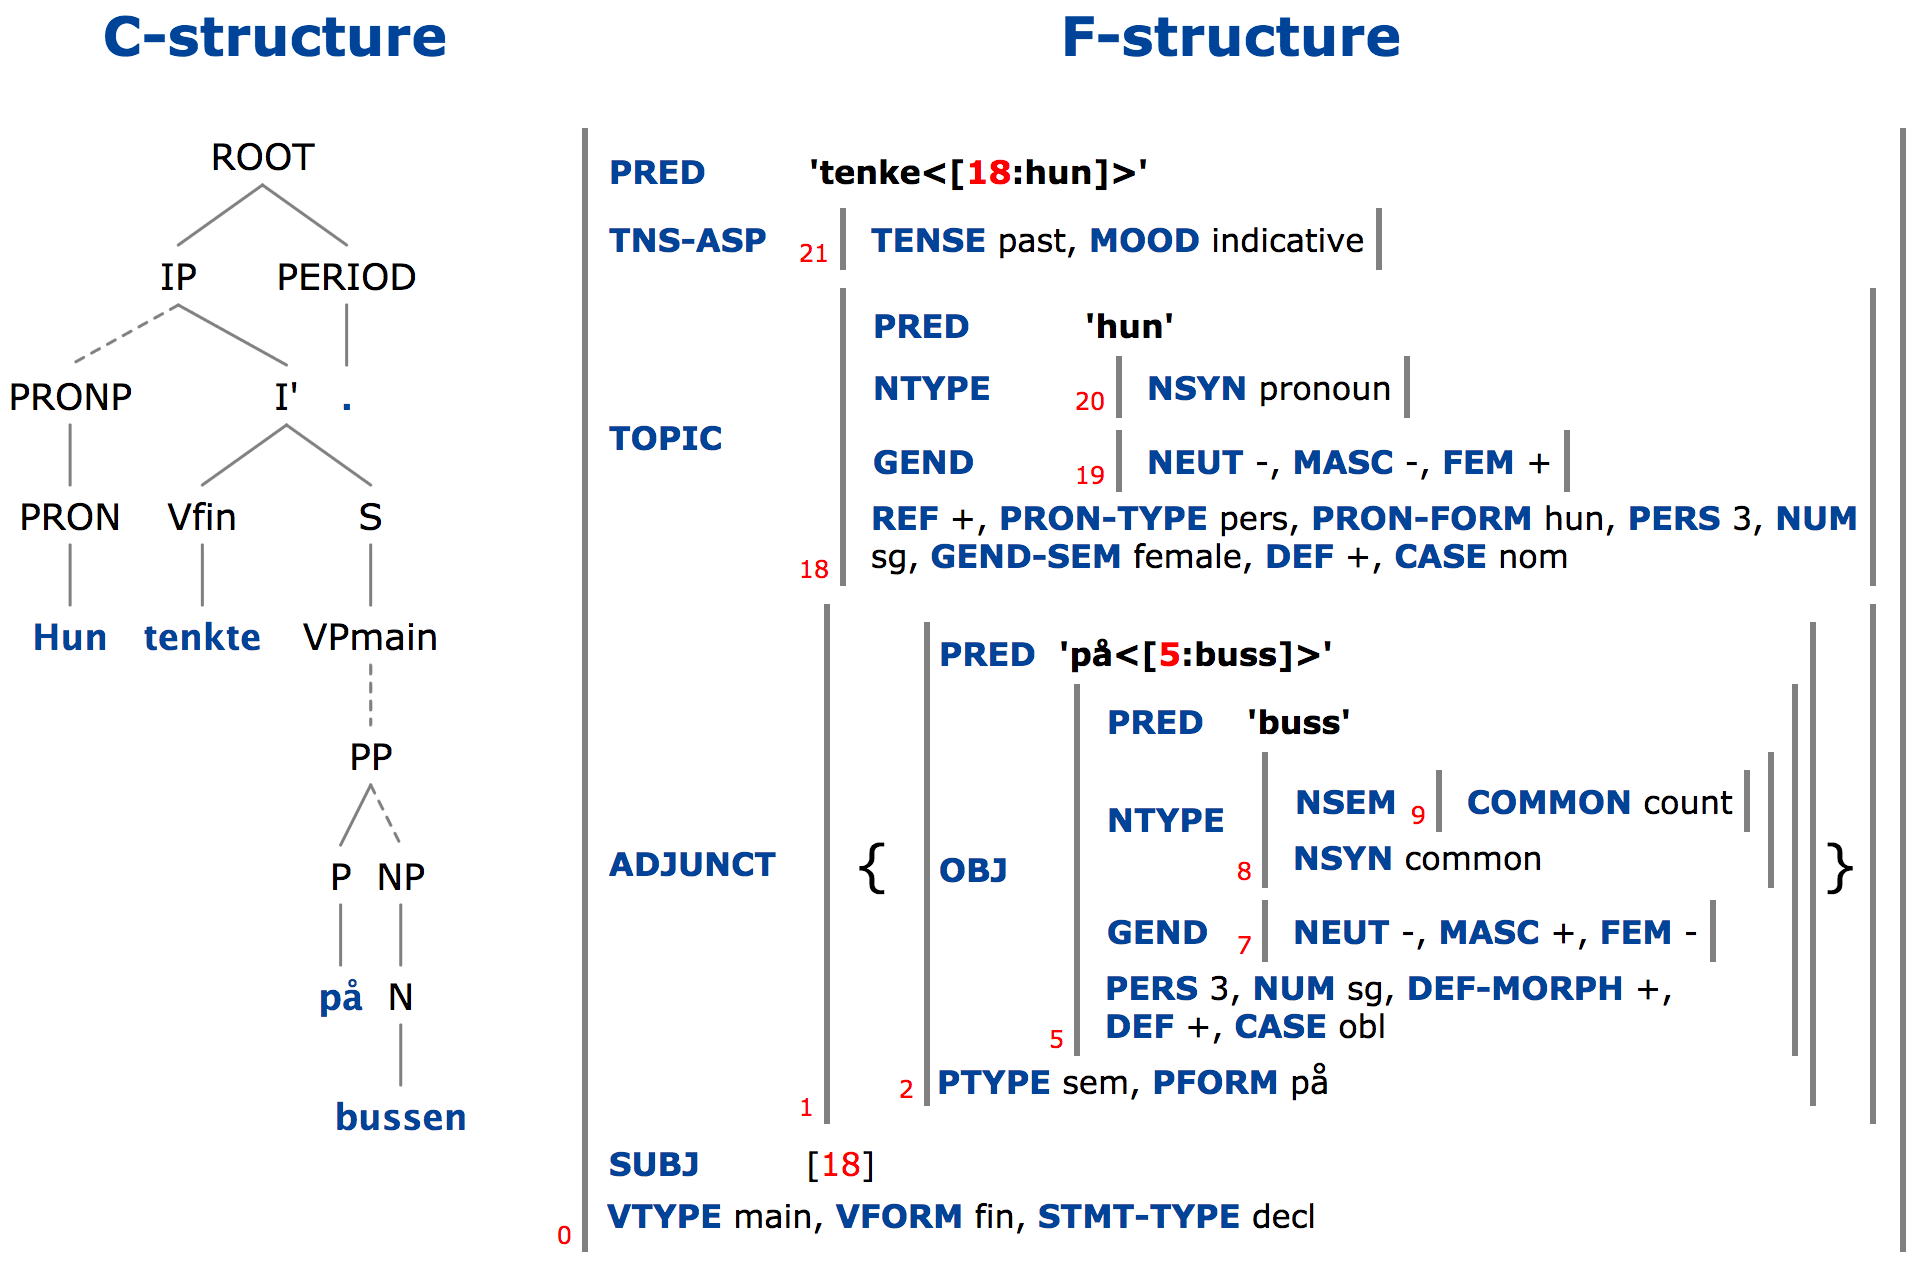 C-structure
F-structure
ROOT
IP PERIOD
PRONP I' .
PRON Vfin S
Hun tenkte VPmain
PP
P NP
på N
bussen
PRED 'tenke<[18:hun]>'
TNS-ASP 21 TENSE past, MOOD indicative
TOPIC
PRED 'hun'
NTYPE 20 NSYN pronoun
GEND 19 NEUT -, MASC -, FEM +
REF +, PRON-TYPE pers, PRON-FORM hun, PERS 3, NUM
18 sg, GEND-SEM female, DEF +, CASE nom
ADJUNCT {
PRED 'på<[5:buss]>'
OBJ
PRED 'buss'
NTYPE
NSEM 9 COMMON count
8 NSYN common
GEND 7 NEUT -, MASC +, FEM -
PERS 3, NUM sg, DEF-MORPH +,
5 DEF +, CASE obl
}
1 2 PTYPE sem, PFORM på
SUBJ [18]
0 VTYPE main, VFORM fin, STMT-TYPE decl